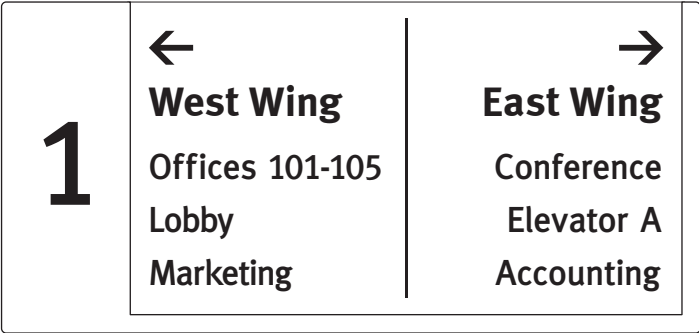 1
←
West Wing
Offices 101-105
Lobby
Marketing
→
East Wing
Conference
Elevator A
Accounting